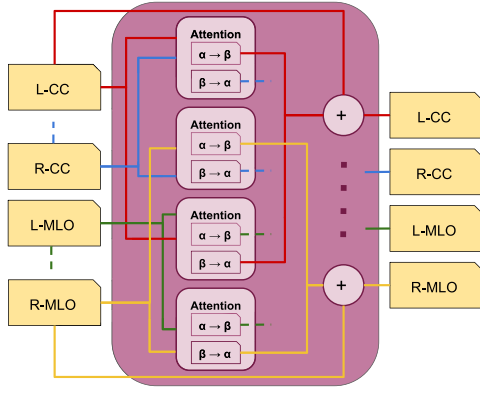 L-CC
R-CC
L-MLO
R-MLO
Attention
α → β
β → α
Attention
α → β
β → α
Attention
α → β
β → α
Attention
α → β
β → α
+
+
L-CC
R-CC
L-MLO
R-MLO